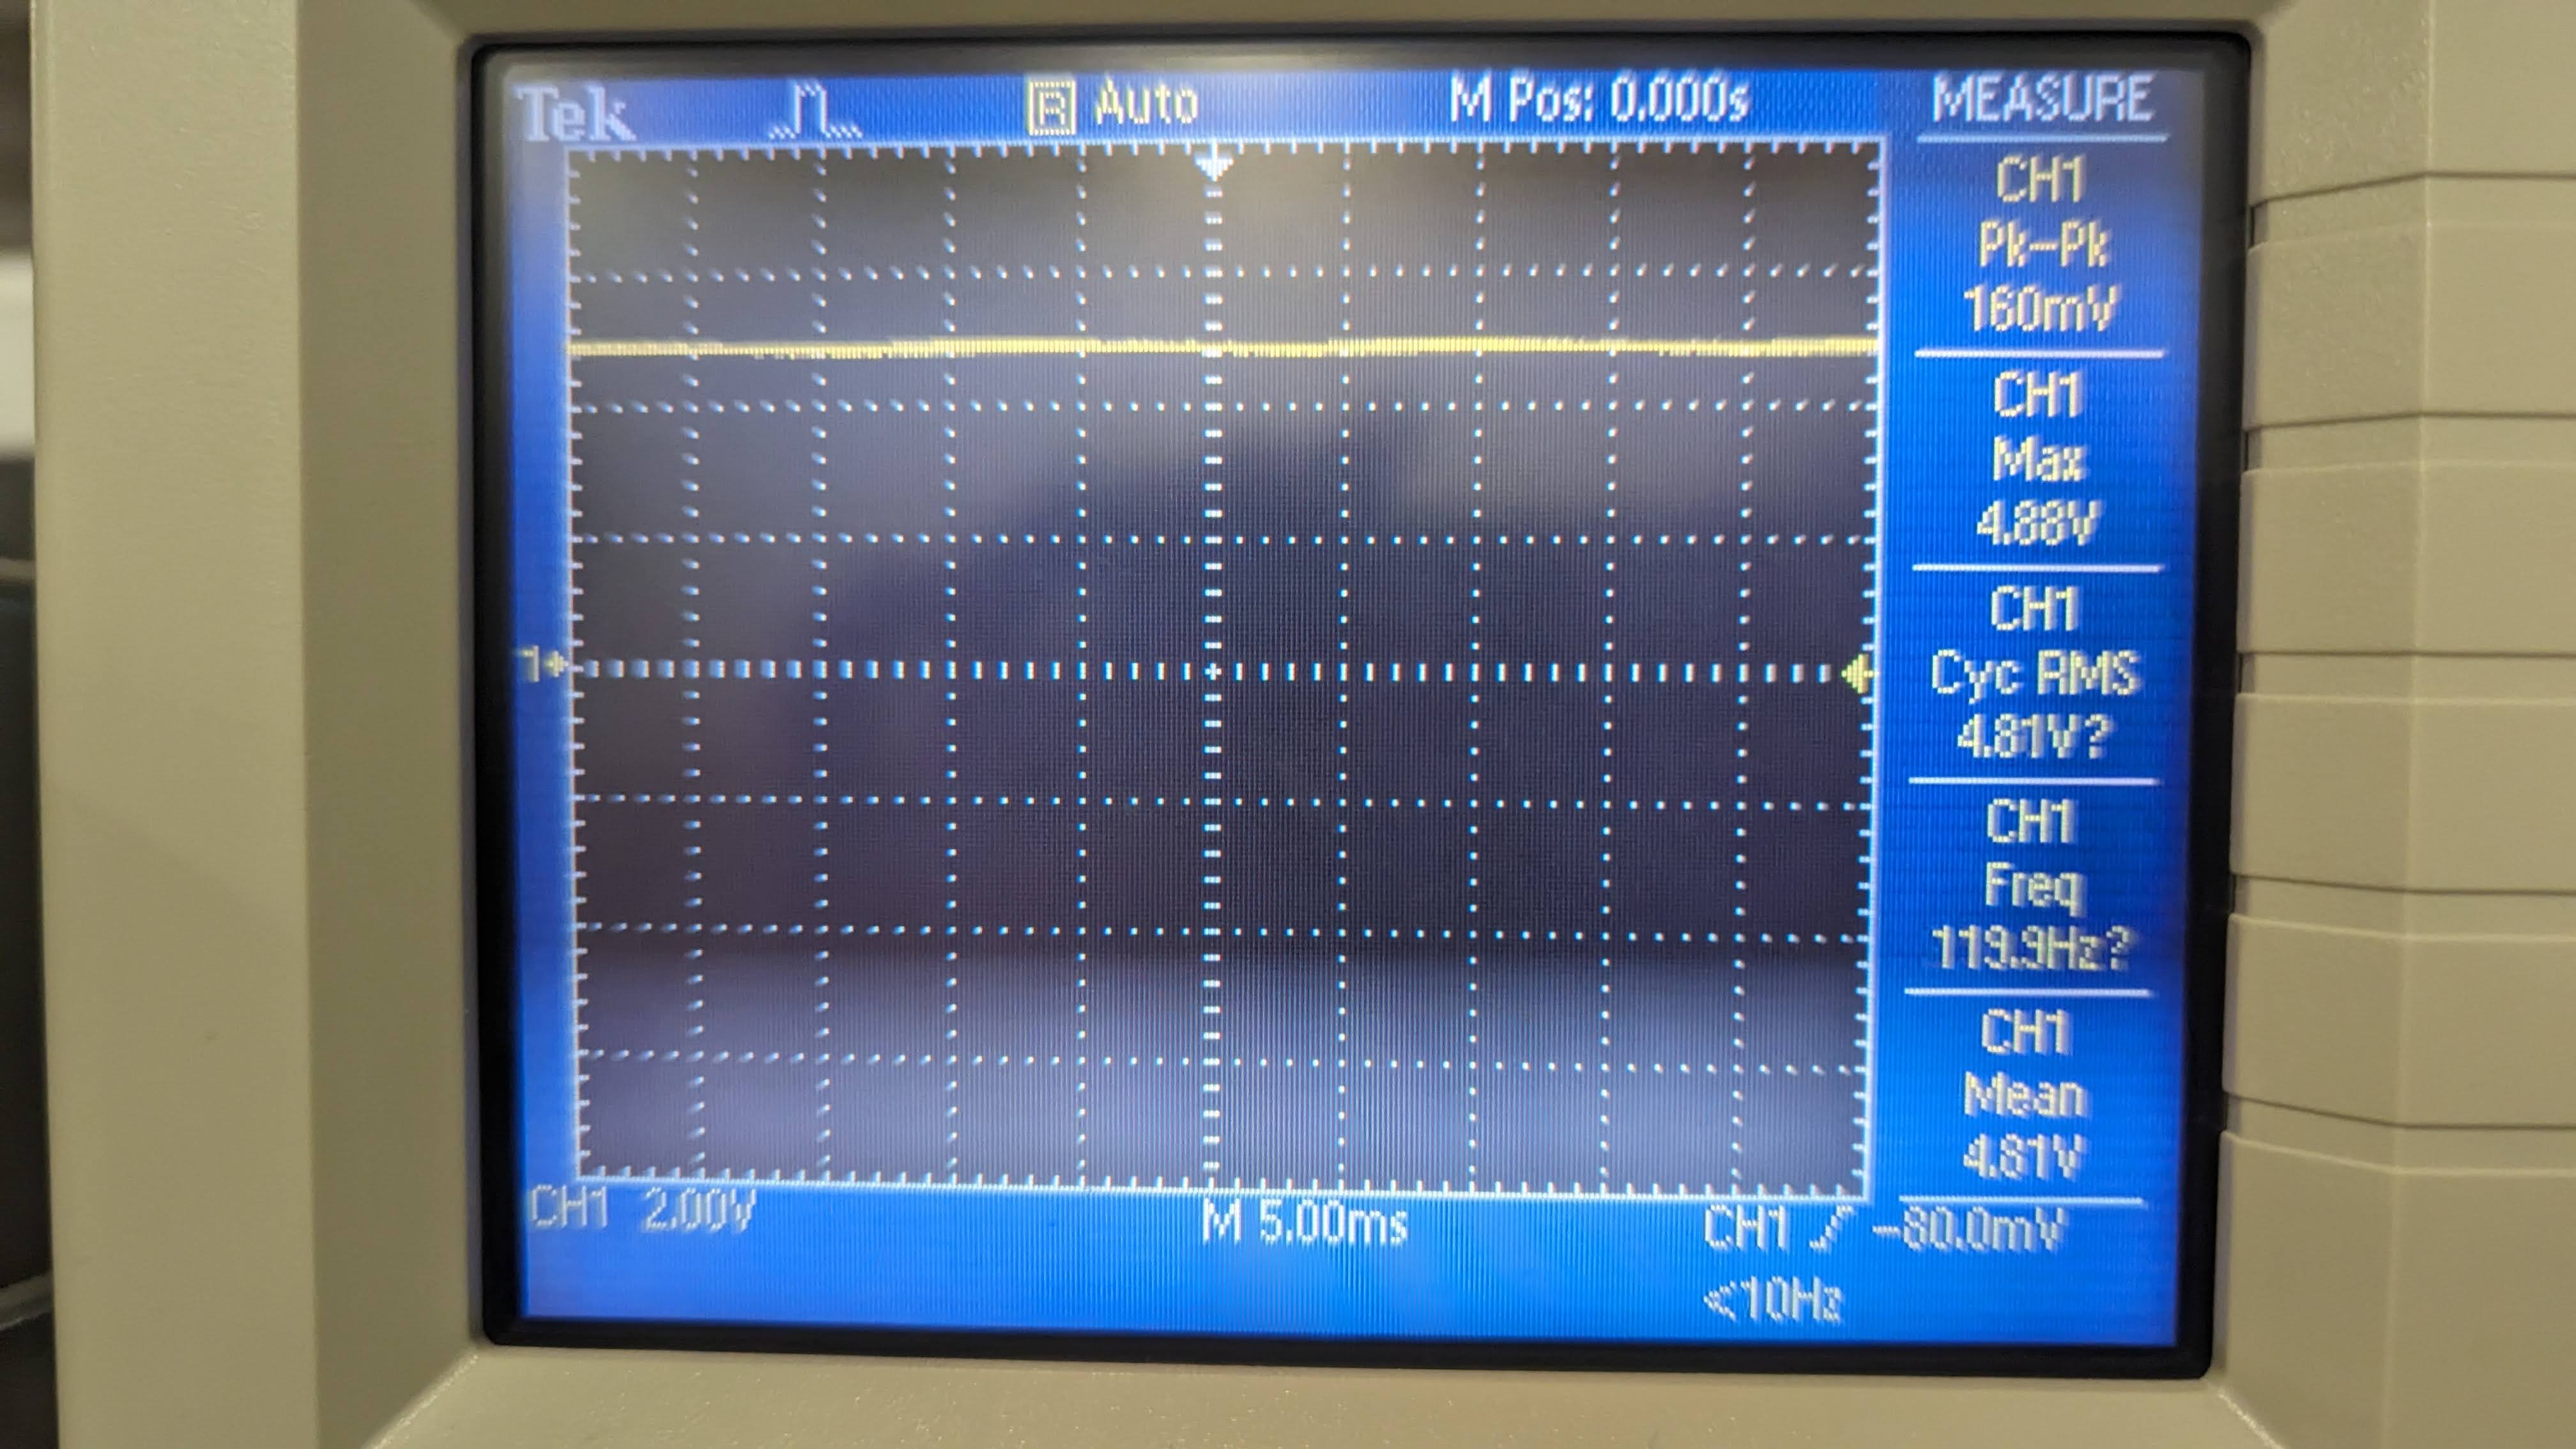 Tek R Auto M Pos: 0.000s MEASURE
CH1
Pk-Pk
160mV
CH1
Max
4.88V
CH1
Cyc RMS
4.81V?
CH1
Freq
119.9Hz?
CH1
Mean
4.81V
1
CH1 2.00V M 5.00ms CH1 -80.0mV
<10Hz